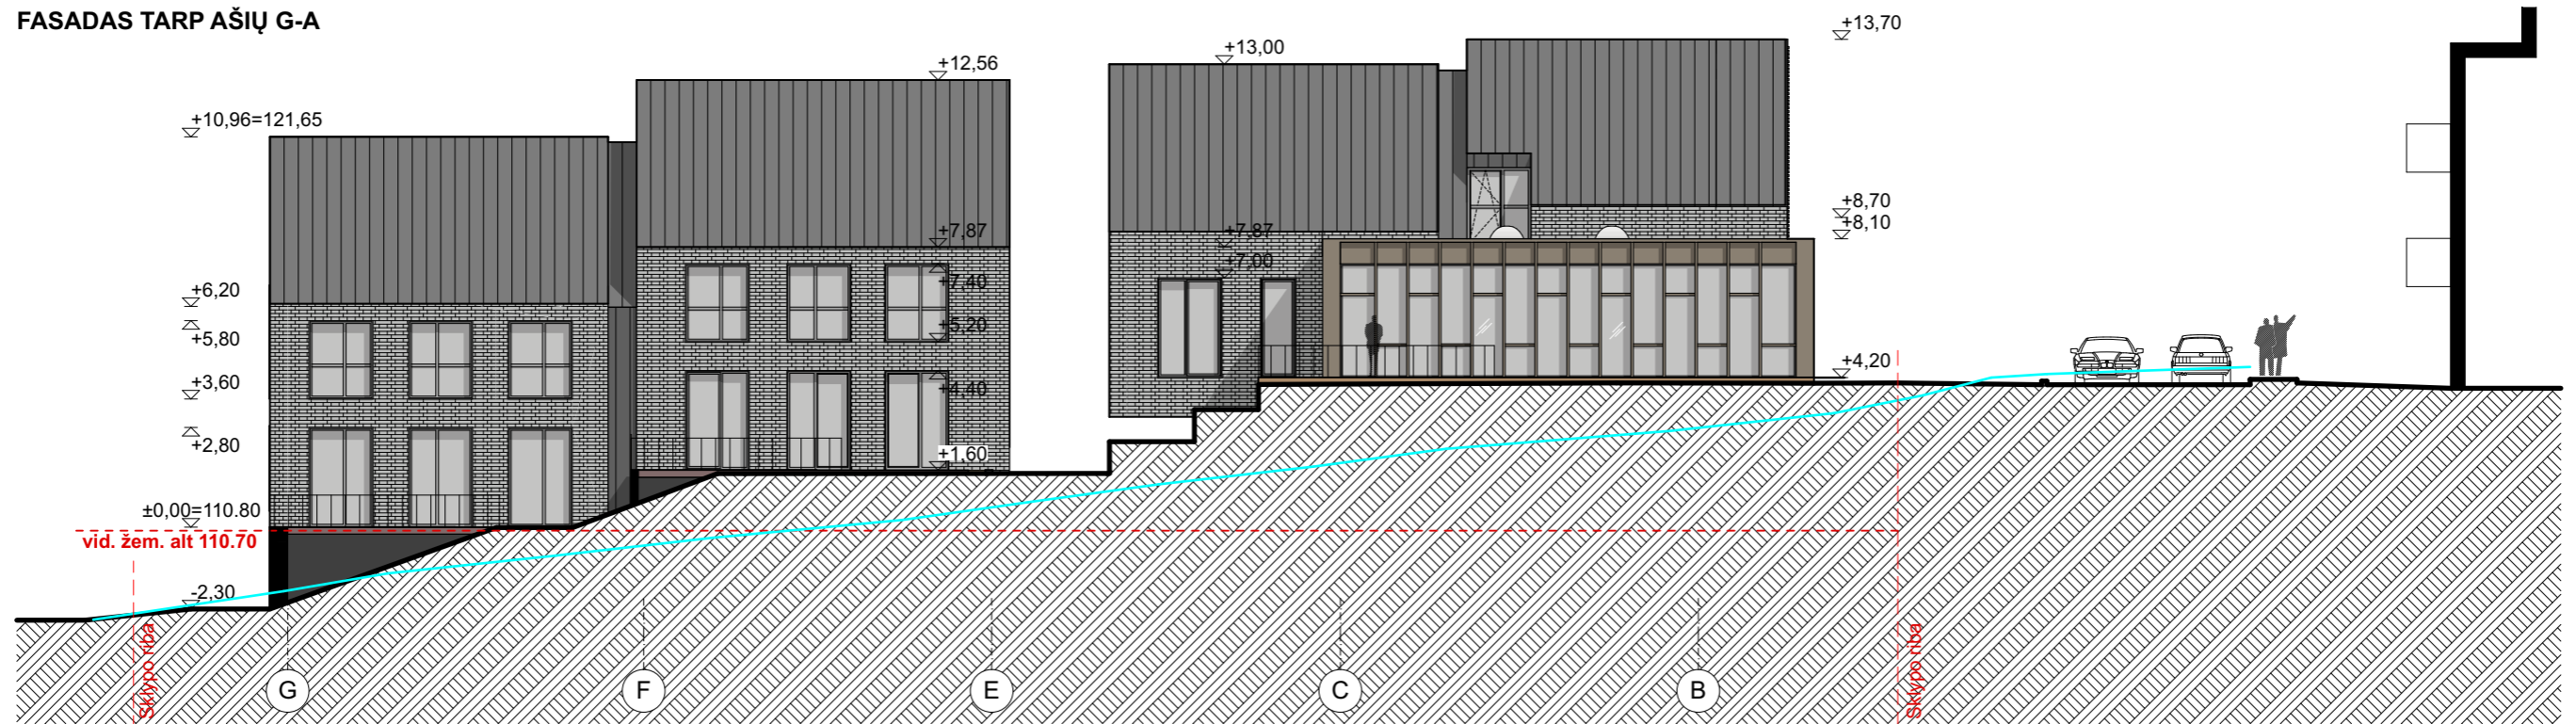 FASADAS TARP AŠIŲ G-A
+10,96=121,65
+6,20
+5,80
+3,60
+2,80
±0,00=110.80
vid. žem. alt 110.70
-2,30
+12,56
+7,87
+7,40
+5,20
+4,40
+1,60
+13,00
+7,87
+7,00
+13,70
+8,70
+8,10
+4,20
Sklypo riba
Sklypo riba
G
F
E
C
B